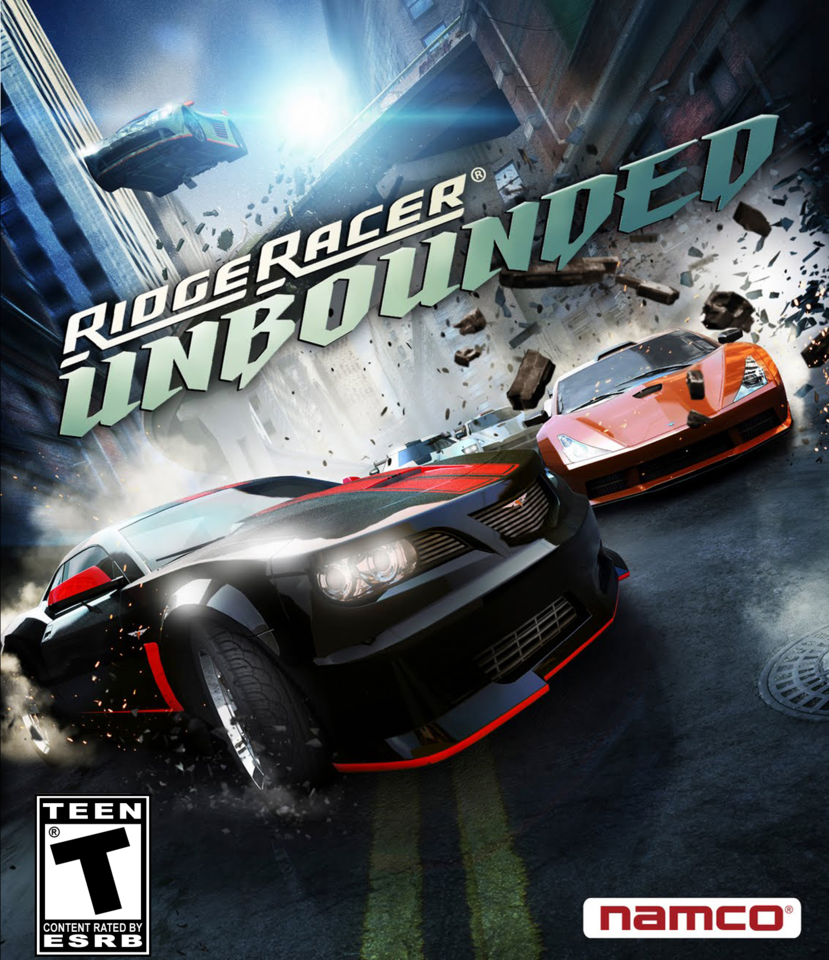 RIDGE RACER®
UNBOUNDED
TEEN
®
T
CONTENT RATED BY
ESRB
namco®